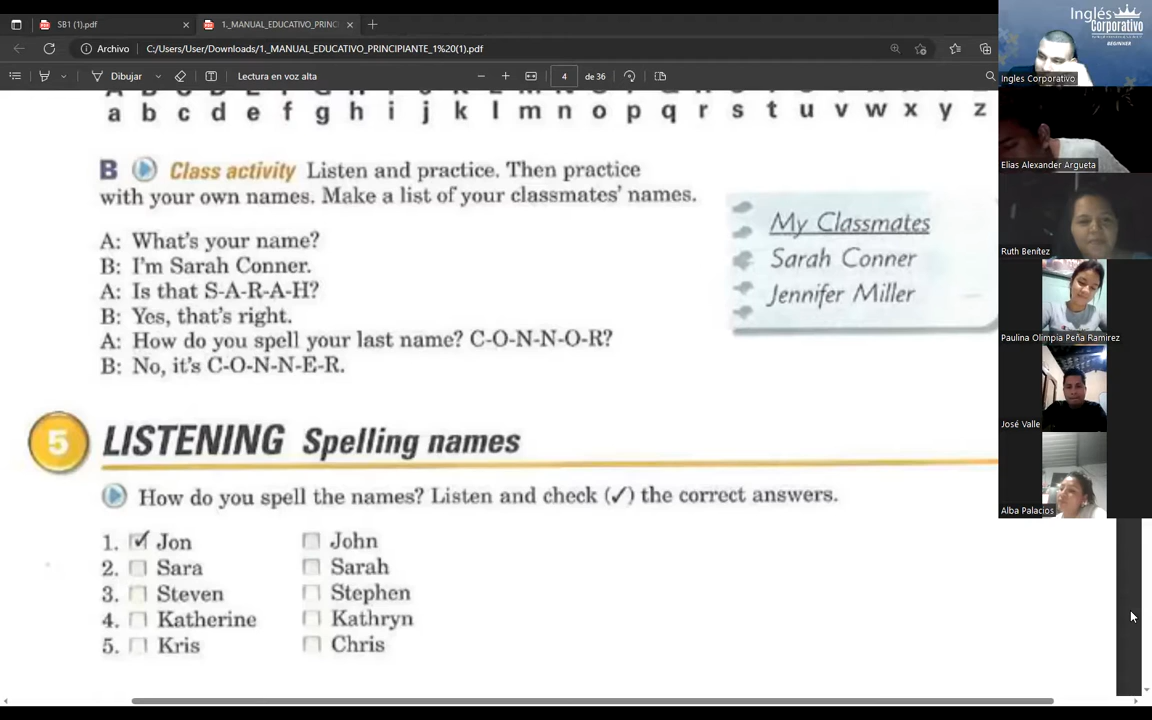 SB1 (1).pdf
1._MANUAL_EDUCATIVO_PRINC
Archivo
C:/Users/User/Downloads/1._MANUAL_EDUCATIVO_PRINCIPIANTE_1%20(1).pdf
Dibujar
Lectura en voz alta
4
de 36
a b c d e f g h i j k l m n o p q r s t u v w x y z
B Class activity Listen and practice. Then practice
with your own names. Make a list of your classmates' names.
A: What's your name?
B: I'm Sarah Conner.
A: Is that S-A-R-A-H?
B: Yes, that's right.
A: How do you spell your last name? C-O-N-N-O-R?
B: No, it's C-O-N-N-E-R.
My Classmates
Sarah Conner
Jennifer Miller
5 LISTENING Spelling names
How do you spell the names? Listen and check (✓) the correct answers.
1. ✓ Jon John
2. Sara Sarah
3. Steven Stephen
4. Katherine Kathryn
5. Kris Chris
Inglés
Corporativo
BEGINNER
Ingles Corporativo
Elias Alexander Argueta
Ruth Benítez
Paulina Olimpia Peña Ramirez
José Valle
Alba Palacios